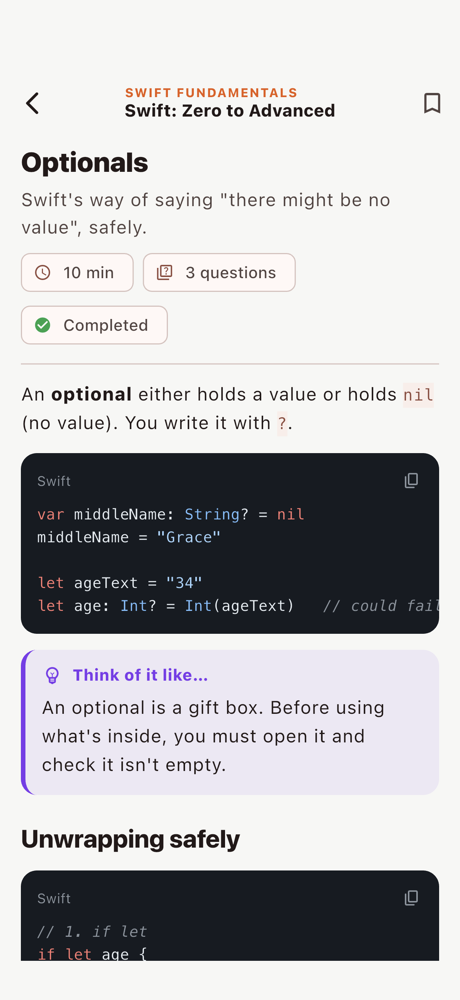 SWIFT FUNDAMENTALS
Swift: Zero to Advanced
Optionals
Swift's way of saying "there might be no
value", safely.
10 min
3 questions
Completed
An optional either holds a value or holds nil
(no value). You write it with ?.
Swift
var middleName: String? = nil
middleName = "Grace"
let ageText = "34"
let age: Int? = Int(ageText)   // could fail
Think of it like...
An optional is a gift box. Before using
what's inside, you must open it and
check it isn't empty.
Unwrapping safely
Swift
// 1. if let
if let age {